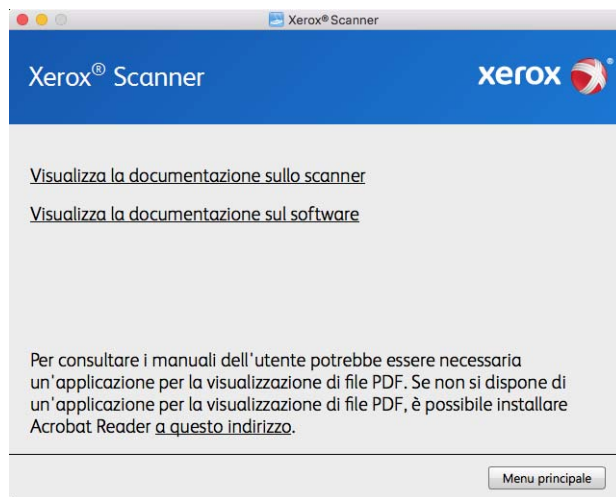 Xerox® Scanner
Xerox® Scanner
xerox®
Visualizza la documentazione sullo scanner
Visualizza la documentazione sul software
Per consultare i manuali dell'utente potrebbe essere necessaria
un'applicazione per la visualizzazione di file PDF. Se non si dispone di
un'applicazione per la visualizzazione di file PDF, è possibile installare
Acrobat Reader a questo indirizzo.
Menu principale